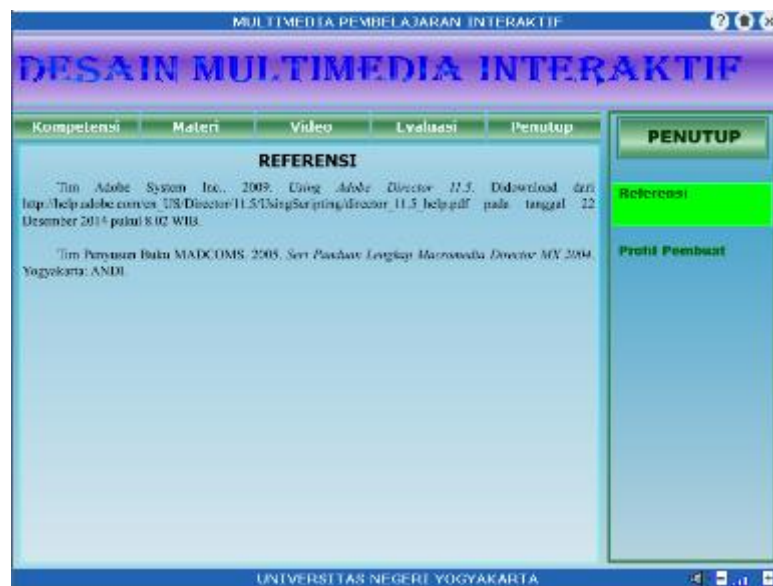 MULTIMEDIA PEMBELAJARAN INTERAKTIF
DESAIN MULTIMEDIA INTERAKTIF
Kompetensi Materi Video Evaluasi Penutup
PENUTUP
REFERENSI
Tim Adobe System Inc.. 2009. Using Adobe Director 11.5. Didownload dari
http://help.adobe.com/en_US/Director/11.5/UsingScripting/director_11.5_help.pdf pada tanggal 22
Desember 2014 pukul 8.02 WIB.
Tim Penyusun Buku MADCOMS. 2005. Seri Panduan Lengkap Macromedia Director MX 2004.
Yogyakarta: ANDI.
Referensi
Profil Pembuat
UNIVERSITAS NEGERI YOGYAKARTA